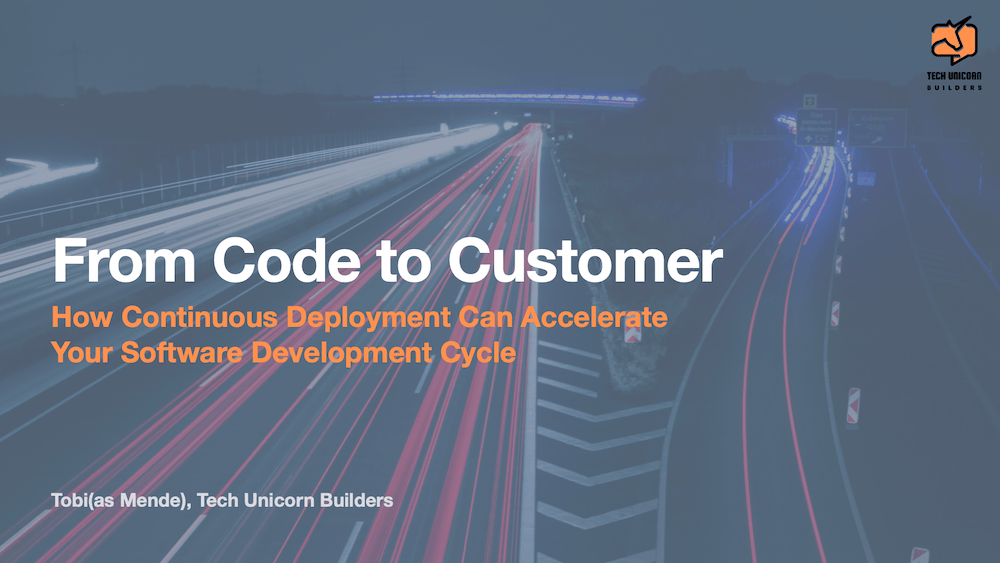 TECH UNICORN
BUILDERS
From Code to Customer
How Continuous Deployment Can Accelerate
Your Software Development Cycle
Tobi(as Mende), Tech Unicorn Builders